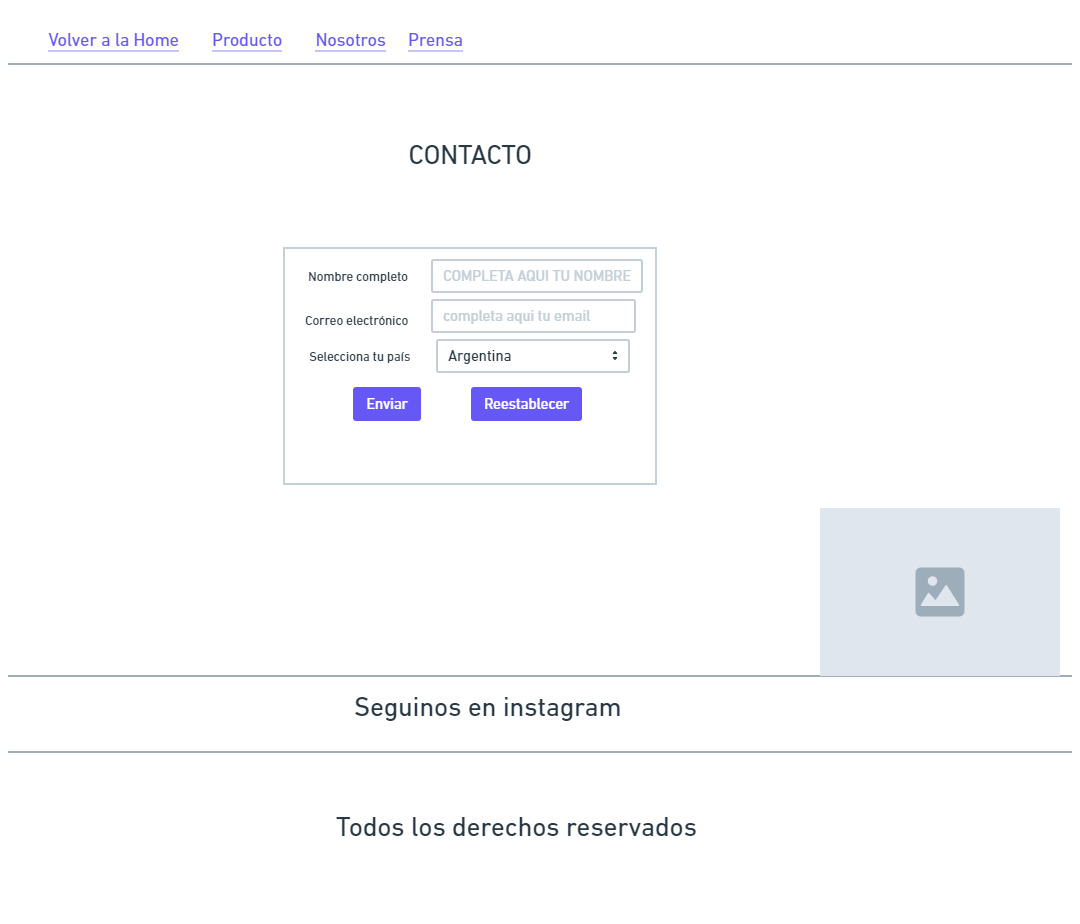 Volver a la Home Producto Nosotros Prensa
CONTACTO
Nombre completo COMPLETA AQUI TU NOMBRE
Correo electrónico completa aqui tu email
Selecciona tu país Argentina
Enviar Reestablecer
Seguinos en instagram
Todos los derechos reservados